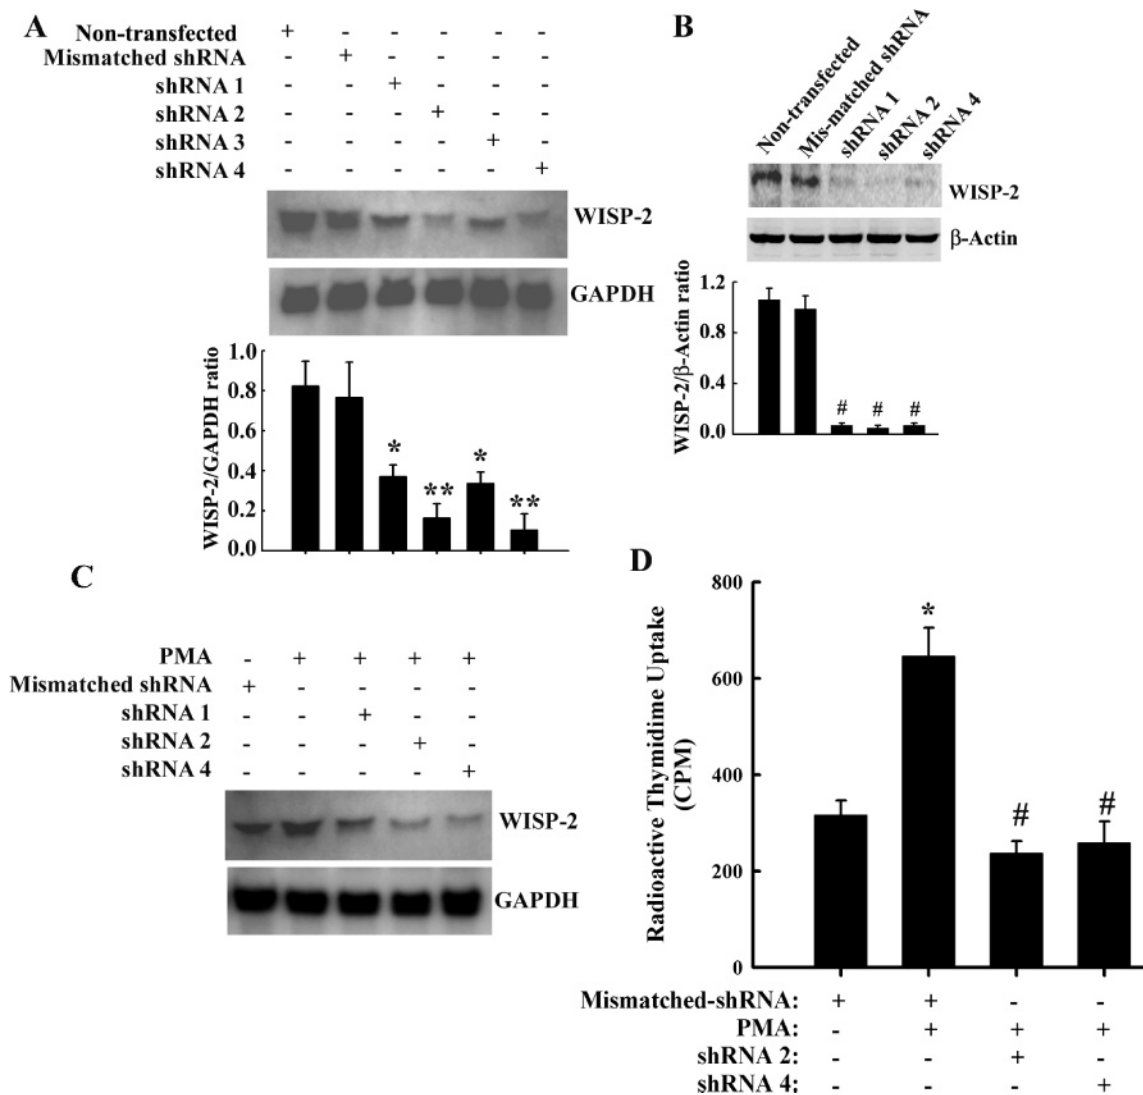 A
Non-transfected + - - - - -
Mismatched shRNA - + - - - -
shRNA 1 - - + - - -
shRNA 2 - - - + - -
shRNA 3 - - - - + -
shRNA 4 - - - - - +
WISP-2
GAPDH
WISP-2/GAPDH ratio
1.0
0.8
0.6
0.4
0.2
0.0
* ** * **
B
Non-transfected
Mis-matched shRNA
shRNA 1
shRNA 2
shRNA 4
WISP-2
β-Actin
WISP-2/β-Actin ratio
1.2
0.8
0.4
0.0
# # #
C
PMA - + + + +
Mismatched shRNA + - - - -
shRNA 1 - - + - -
shRNA 2 - - - + -
shRNA 4 - - - - +
WISP-2
GAPDH
D
Radioactive Thymidime Uptake
(CPM)
800
600
400
200
0
* # #
Mismatched-shRNA: + + - -
PMA: - + + +
shRNA 2: - - + -
shRNA 4: - - - +